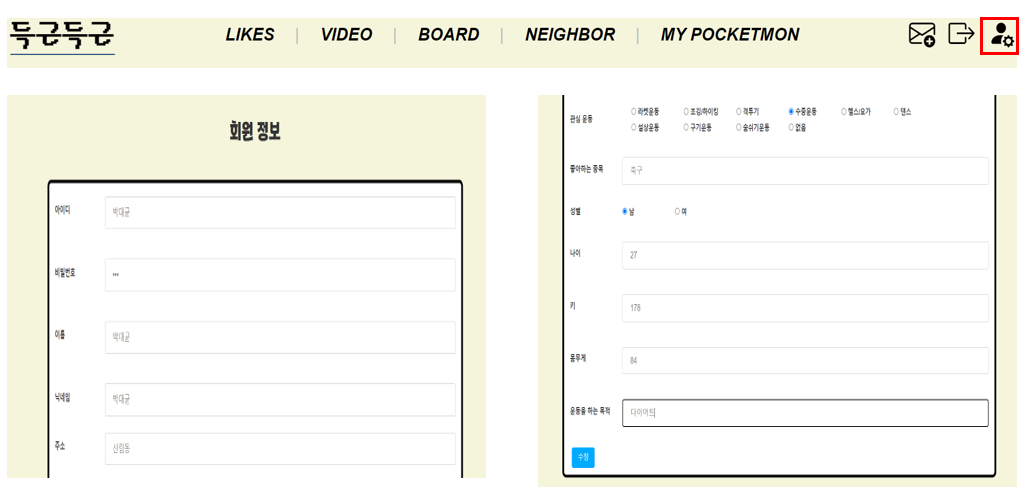 득근득근
LIKES | VIDEO | BOARD | NEIGHBOR | MY POCKETMON
회원 정보
아이디 박대균
비밀번호 •••
이름 박대균
닉네임 박대균
주소 신림동
관심 운동 라켓운동 조깅/하이킹 격투기 수중운동 헬스/요가 댄스
설상운동 구기운동 숨쉬기운동 없음
좋아하는 종목 족구
성별 남 여
나이 27
키 178
몸무게 84
운동을 하는 목적 다이어트
수정